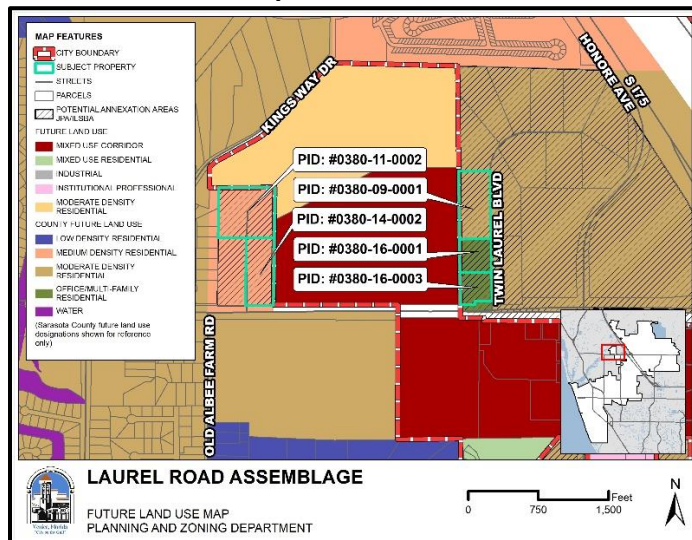 MAP FEATURES
CITY BOUNDARY
SUBJECT PROPERTY
STREETS
PARCELS
POTENTIAL ANNEXATION AREAS
JPA/ILSBA
FUTURE LAND USE
MIXED USE CORRIDOR
MIXED USE RESIDENTIAL
INDUSTRIAL
INSTITUTIONAL PROFESSIONAL
MODERATE DENSITY
RESIDENTIAL
COUNTY FUTURE LAND USE
LOW DENSITY RESIDENTIAL
MEDIUM DENSITY RESIDENTIAL
MODERATE DENSITY
RESIDENTIAL
OFFICE/MULTI-FAMILY
RESIDENTIAL
WATER
(Sarasota County future land use
designations shown for reference
only)
KINGS WAY DR
S I75
HONORE AVE
PID: #0380-11-0002
PID: #0380-09-0001
PID: #0380-14-0002
PID: #0380-16-0001
PID: #0380-16-0003
TWIN LAUREL BLVD
OLD ALBEE FARM RD
LAUREL ROAD ASSEMBLAGE
FUTURE LAND USE MAP
PLANNING AND ZONING DEPARTMENT
Venice, Florida
Feet
0 750 1,500
N